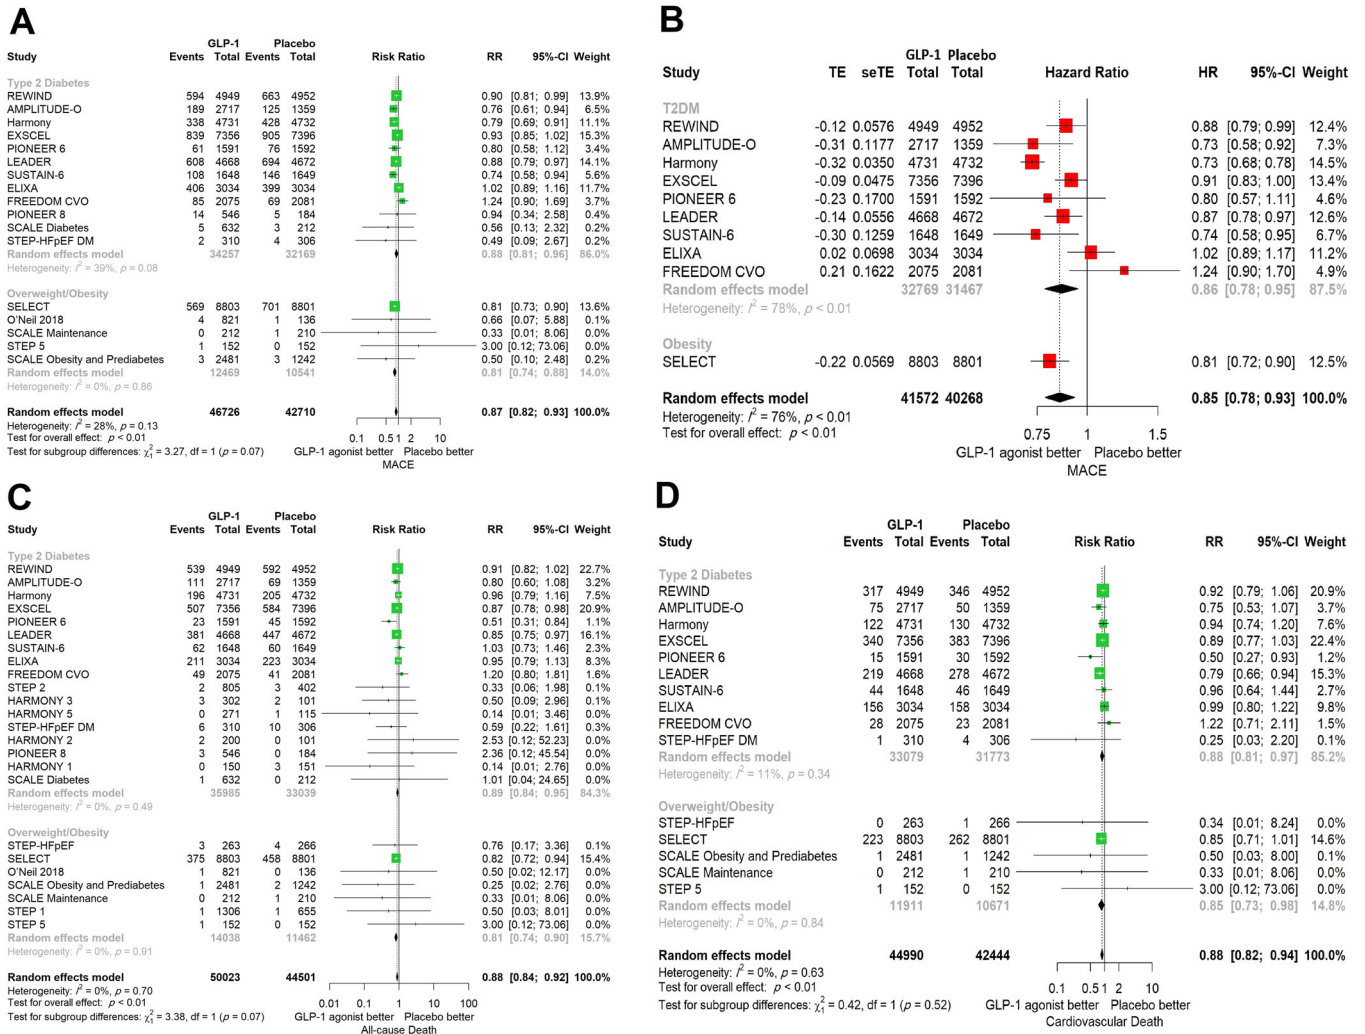 A
GLP-1 Placebo
Study Events Total Events Total Risk Ratio RR 95%-CI Weight
Type 2 Diabetes
REWIND 594 4949 663 4952 0.90 [0.81; 0.99] 13.9%
AMPLITUDE-O 189 2717 125 1359 0.76 [0.61; 0.94] 6.5%
Harmony 338 4731 428 4732 0.79 [0.69; 0.91] 11.1%
EXSCEL 839 7356 905 7396 0.93 [0.85; 1.02] 15.3%
PIONEER 6 61 1591 76 1592 0.80 [0.58; 1.12] 3.4%
LEADER 608 4668 694 4672 0.88 [0.79; 0.97] 14.1%
SUSTAIN-6 108 1648 146 1649 0.74 [0.58; 0.94] 5.6%
ELIXA 406 3034 399 3034 1.02 [0.89; 1.16] 11.7%
FREEDOM CVO 85 2075 69 2081 1.24 [0.90; 1.69] 3.7%
PIONEER 8 14 546 5 184 0.94 [0.34; 2.58] 0.4%
SCALE Diabetes 5 632 3 212 0.56 [0.13; 2.32] 0.2%
STEP-HFpEF DM 2 310 4 306 0.49 [0.09; 2.67] 0.2%
Random effects model 34257 32169 0.88 [0.81; 0.96] 86.0%
Heterogeneity: I² = 39%, p = 0.08
Overweight/Obesity
SELECT 569 8803 701 8801 0.81 [0.73; 0.90] 13.6%
O'Neil 2018 4 821 1 136 0.66 [0.07; 5.88] 0.1%
SCALE Maintenance 0 212 1 210 0.33 [0.01; 8.06] 0.0%
STEP 5 1 152 0 152 3.00 [0.12; 73.06] 0.0%
SCALE Obesity and Prediabetes 3 2481 3 1242 0.50 [0.10; 2.48] 0.2%
Random effects model 12469 10541 0.81 [0.74; 0.88] 14.0%
Heterogeneity: I² = 0%, p = 0.86
Random effects model 46726 42710 0.87 [0.82; 0.93] 100.0%
Heterogeneity: I² = 28%, p = 0.13
Test for overall effect: p < 0.01
Test for subgroup differences: χ²₁ = 3.27, df = 1 (p = 0.07)
0.1 0.5 1 2 10
GLP-1 agonist better Placebo better
MACE
B
GLP-1 Placebo
Study TE seTE Total Total Hazard Ratio HR 95%-CI Weight
T2DM
REWIND -0.12 0.0576 4949 4952 0.88 [0.79; 0.99] 12.4%
AMPLITUDE-O -0.31 0.1177 2717 1359 0.73 [0.58; 0.92] 7.3%
Harmony -0.32 0.0350 4731 4732 0.73 [0.68; 0.78] 14.5%
EXSCEL -0.09 0.0475 7356 7396 0.91 [0.83; 1.00] 13.4%
PIONEER 6 -0.23 0.1700 1591 1592 0.80 [0.57; 1.11] 4.6%
LEADER -0.14 0.0556 4668 4672 0.87 [0.78; 0.97] 12.6%
SUSTAIN-6 -0.30 0.1259 1648 1649 0.74 [0.58; 0.95] 6.7%
ELIXA 0.02 0.0698 3034 3034 1.02 [0.89; 1.17] 11.2%
FREEDOM CVO 0.21 0.1622 2075 2081 1.24 [0.90; 1.70] 4.9%
Random effects model 32769 31467 0.86 [0.78; 0.95] 87.5%
Heterogeneity: I² = 78%, p < 0.01
Obesity
SELECT -0.22 0.0569 8803 8801 0.81 [0.72; 0.90] 12.5%
Random effects model 41572 40268 0.85 [0.78; 0.93] 100.0%
Heterogeneity: I² = 76%, p < 0.01
Test for overall effect: p < 0.01
0.75 1 1.5
GLP-1 agonist better Placebo better
MACE
C
GLP-1 Placebo
Study Events Total Events Total Risk Ratio RR 95%-CI Weight
Type 2 Diabetes
REWIND 539 4949 592 4952 0.91 [0.82; 1.02] 22.7%
AMPLITUDE-O 111 2717 69 1359 0.80 [0.60; 1.08] 3.2%
Harmony 196 4731 205 4732 0.96 [0.79; 1.16] 7.5%
EXSCEL 507 7356 584 7396 0.87 [0.78; 0.98] 20.9%
PIONEER 6 23 1591 45 1592 0.51 [0.31; 0.84] 1.1%
LEADER 381 4668 447 4672 0.85 [0.75; 0.97] 16.1%
SUSTAIN-6 62 1648 60 1649 1.03 [0.73; 1.46] 2.3%
ELIXA 211 3034 223 3034 0.95 [0.79; 1.13] 8.3%
FREEDOM CVO 49 2075 41 2081 1.20 [0.80; 1.81] 1.6%
STEP 2 2 805 3 402 0.33 [0.06; 1.98] 0.1%
HARMONY 3 3 302 2 101 0.50 [0.09; 2.96] 0.1%
HARMONY 5 0 271 1 115 0.14 [0.01; 3.46] 0.0%
STEP-HFpEF DM 6 310 10 306 0.59 [0.22; 1.61] 0.3%
HARMONY 2 2 200 0 101 2.53 [0.12; 52.23] 0.0%
PIONEER 8 3 546 0 184 2.36 [0.12; 45.54] 0.0%
HARMONY 1 0 150 3 151 0.14 [0.01; 2.76] 0.0%
SCALE Diabetes 1 632 0 212 1.01 [0.04; 24.65] 0.0%
Random effects model 35985 33039 0.89 [0.84; 0.95] 84.3%
Heterogeneity: I² = 0%, p = 0.49
Overweight/Obesity
STEP-HFpEF 3 263 4 266 0.76 [0.17; 3.36] 0.1%
SELECT 375 8803 458 8801 0.82 [0.72; 0.94] 15.4%
O'Neil 2018 1 821 0 136 0.50 [0.02; 12.17] 0.0%
SCALE Obesity and Prediabetes 1 2481 2 1242 0.25 [0.02; 2.76] 0.0%
SCALE Maintenance 0 212 1 210 0.33 [0.01; 8.06] 0.0%
STEP 1 1 1306 1 655 0.50 [0.03; 8.01] 0.0%
STEP 5 1 152 0 152 3.00 [0.12; 73.06] 0.0%
Random effects model 14038 11462 0.81 [0.74; 0.90] 15.7%
Heterogeneity: I² = 0%, p = 0.91
Random effects model 50023 44501 0.88 [0.84; 0.92] 100.0%
Heterogeneity: I² = 0%, p = 0.70
Test for overall effect: p < 0.01
Test for subgroup differences: χ²₁ = 3.38, df = 1 (p = 0.07)
0.01 0.1 1 10 100
GLP-1 agonist better Placebo better
All-cause Death
D
GLP-1 Placebo
Study Events Total Events Total Risk Ratio RR 95%-CI Weight
Type 2 Diabetes
REWIND 317 4949 346 4952 0.92 [0.79; 1.06] 20.9%
AMPLITUDE-O 75 2717 50 1359 0.75 [0.53; 1.07] 3.7%
Harmony 122 4731 130 4732 0.94 [0.74; 1.20] 7.6%
EXSCEL 340 7356 383 7396 0.89 [0.77; 1.03] 22.4%
PIONEER 6 15 1591 30 1592 0.50 [0.27; 0.93] 1.2%
LEADER 219 4668 278 4672 0.79 [0.66; 0.94] 15.3%
SUSTAIN-6 44 1648 46 1649 0.96 [0.64; 1.44] 2.7%
ELIXA 156 3034 158 3034 0.99 [0.80; 1.22] 9.8%
FREEDOM CVO 28 2075 23 2081 1.22 [0.71; 2.11] 1.5%
STEP-HFpEF DM 1 310 4 306 0.25 [0.03; 2.20] 0.1%
Random effects model 33079 31773 0.88 [0.81; 0.97] 85.2%
Heterogeneity: I² = 11%, p = 0.34
Overweight/Obesity
STEP-HFpEF 0 263 1 266 0.34 [0.01; 8.24] 0.0%
SELECT 223 8803 262 8801 0.85 [0.71; 1.01] 14.6%
SCALE Obesity and Prediabetes 1 2481 1 1242 0.50 [0.03; 8.00] 0.1%
SCALE Maintenance 0 212 1 210 0.33 [0.01; 8.06] 0.0%
STEP 5 1 152 0 152 3.00 [0.12; 73.06] 0.0%
Random effects model 11911 10671 0.85 [0.73; 0.98] 14.8%
Heterogeneity: I² = 0%, p = 0.84
Random effects model 44990 42444 0.88 [0.82; 0.94] 100.0%
Heterogeneity: I² = 0%, p = 0.63
Test for overall effect: p < 0.01
Test for subgroup differences: χ²₁ = 0.42, df = 1 (p = 0.52)
0.1 0.5 1 2 10
GLP-1 agonist better Placebo better
Cardiovascular Death